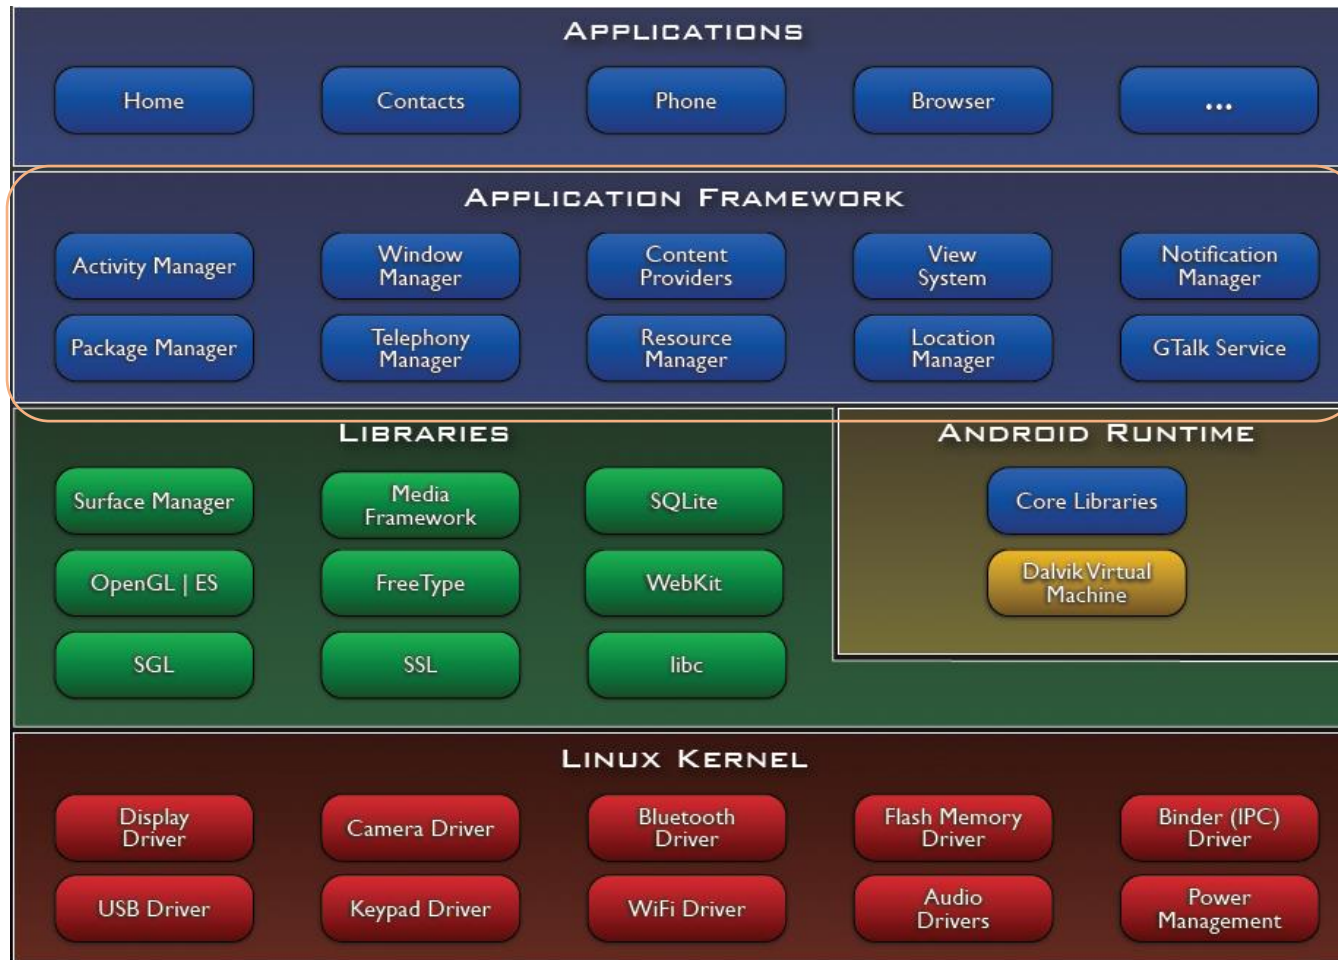 APPLICATIONS
Home
Contacts
Phone
Browser
...
APPLICATION FRAMEWORK
Activity Manager
Window
Manager
Content
Providers
View
System
Notification
Manager
Package Manager
Telephony
Manager
Resource
Manager
Location
Manager
GTalk Service
LIBRARIES
Surface Manager
Media
Framework
SQLite
OpenGL | ES
FreeType
WebKit
SGL
SSL
libc
ANDROID RUNTIME
Core Libraries
Dalvik Virtual
Machine
LINUX KERNEL
Display
Driver
Camera Driver
Bluetooth
Driver
Flash Memory
Driver
Binder (IPC)
Driver
USB Driver
Keypad Driver
WiFi Driver
Audio
Drivers
Power
Management